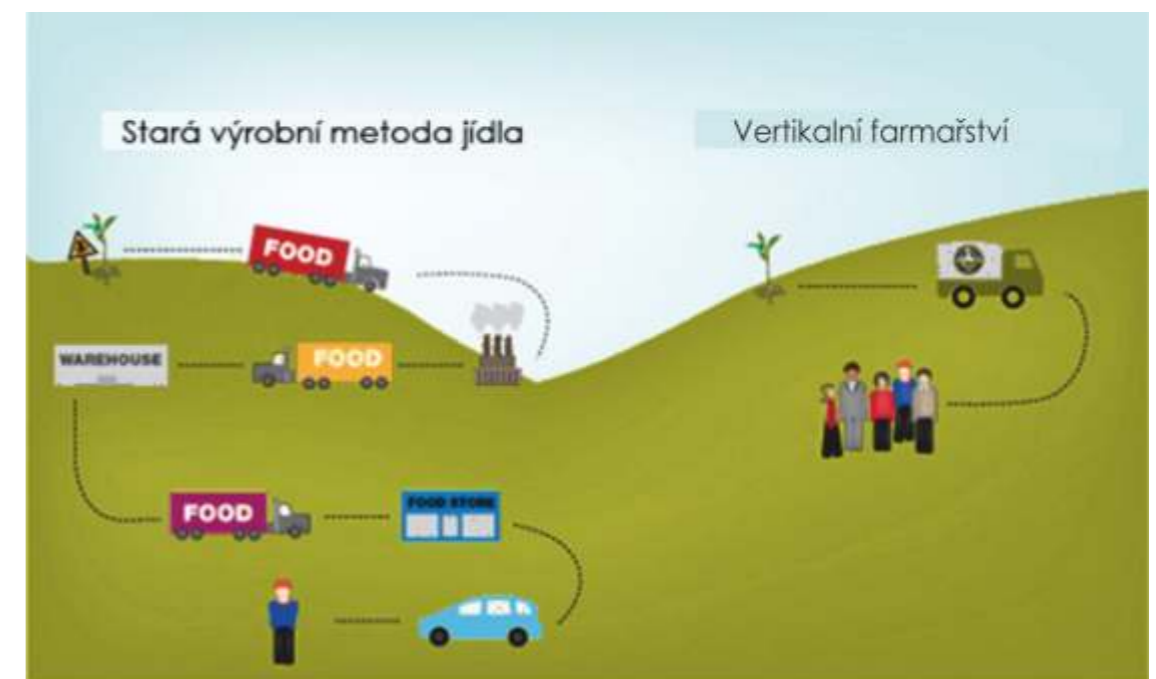 Stará výrobní metoda jídla
Vertikalní farmařství
FOOD
WAREHOUSE
FOOD
FOOD
FOOD STORE